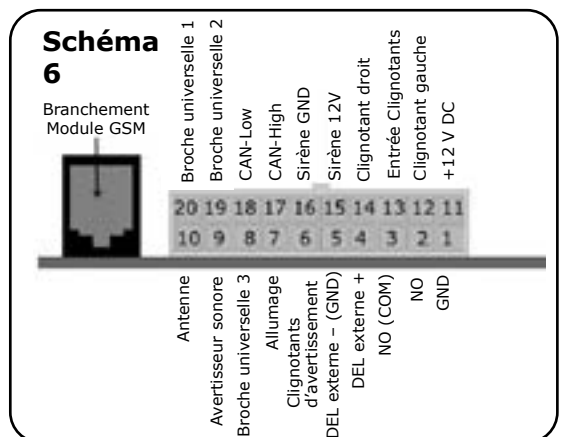 Schéma
6
Branchement
Module GSM
Broche universelle 1
Broche universelle 2
CAN-Low
CAN-High
Sirène GND
Sirène 12V
Clignotant droit
Entrée Clignotants
Clignotant gauche
+12 V DC
20 19 18 17 16 15 14 13 12 11
10 9 8 7 6 5 4 3 2 1
Antenne
Avertisseur sonore
Broche universelle 3
Allumage
Clignotants
d'avertissement
DEL externe – (GND)
DEL externe +
NO (COM)
NO
GND